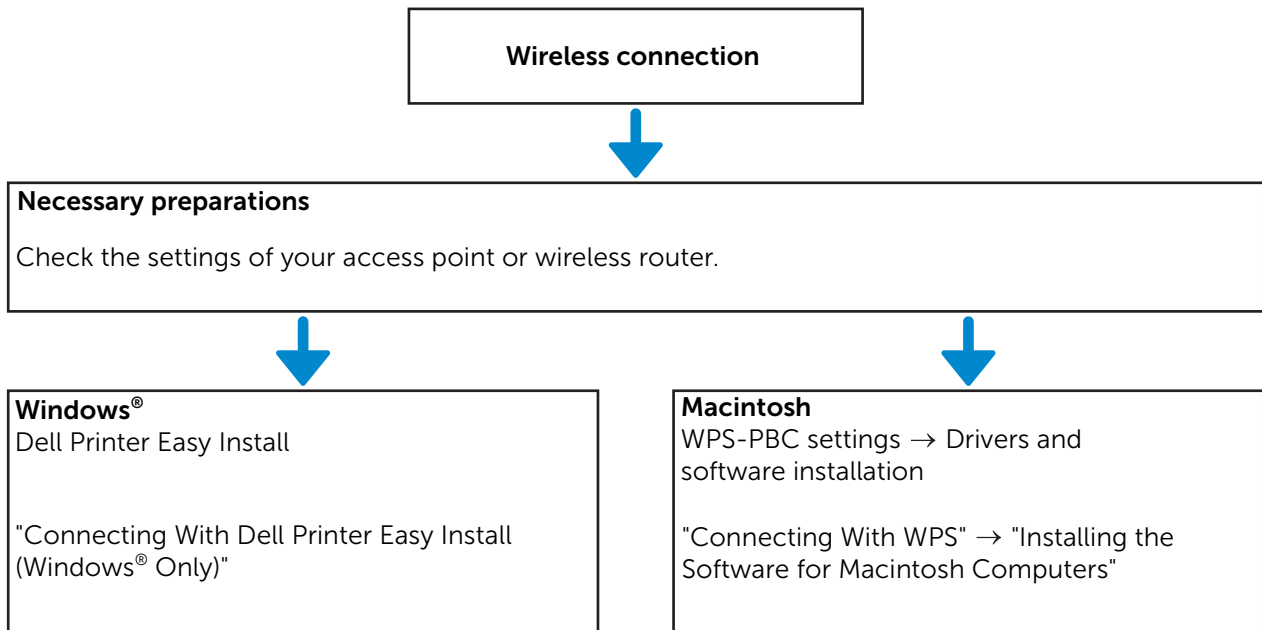 Wireless connection
Necessary preparations
Check the settings of your access point or wireless router.
Windows®
Dell Printer Easy Install
"Connecting With Dell Printer Easy Install
(Windows® Only)"
Macintosh
WPS-PBC settings → Drivers and
software installation
"Connecting With WPS" → "Installing the
Software for Macintosh Computers"